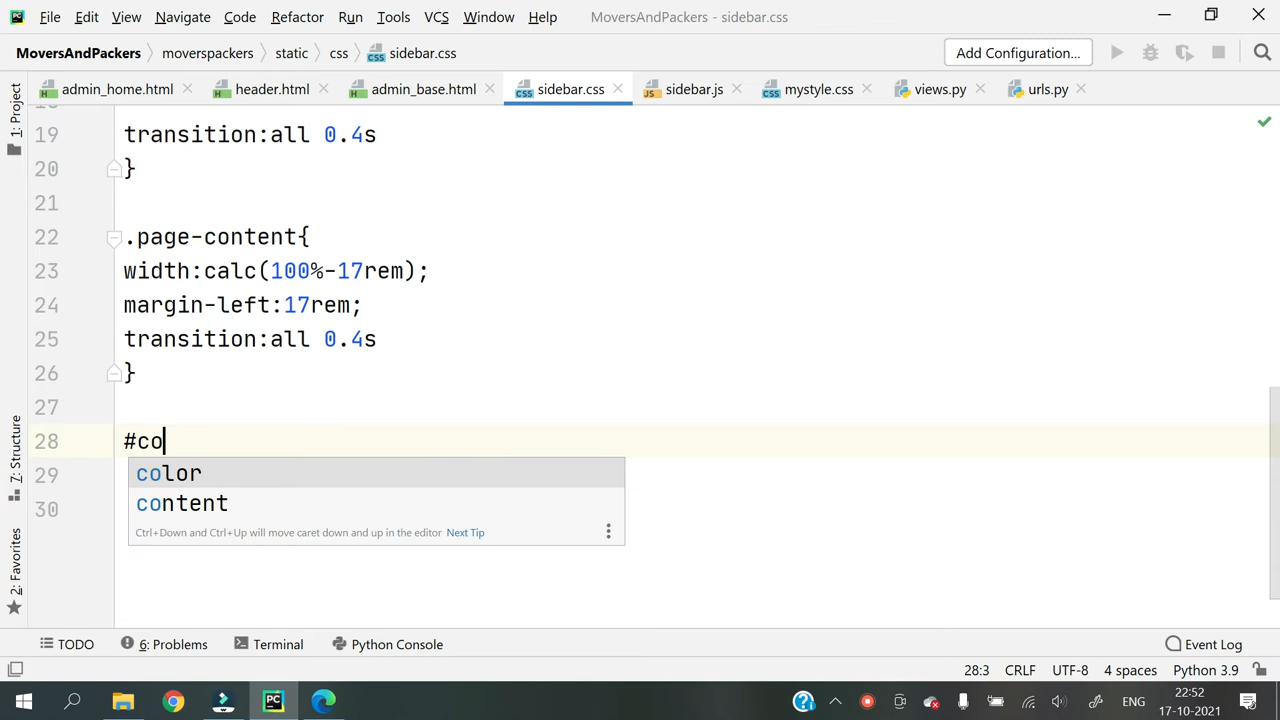 File Edit View Navigate Code Refactor Run Tools VCS Window Help MoversAndPackers - sidebar.css
MoversAndPackers moverspackers static css sidebar.css Add Configuration...
admin_home.html header.html admin_base.html sidebar.css sidebar.js mystyle.css views.py urls.py
1: Project
7: Structure
2: Favorites
19 transition:all 0.4s
20 }
21
22 .page-content{
23 width:calc(100%-17rem);
24 margin-left:17rem;
25 transition:all 0.4s
26 }
27
28 #co
29 color
30 content
Ctrl+Down and Ctrl+Up will move caret down and up in the editor Next Tip
TODO 6: Problems Terminal Python Console Event Log
28:3 CRLF UTF-8 4 spaces Python 3.9
ENG 22:52
17-10-2021